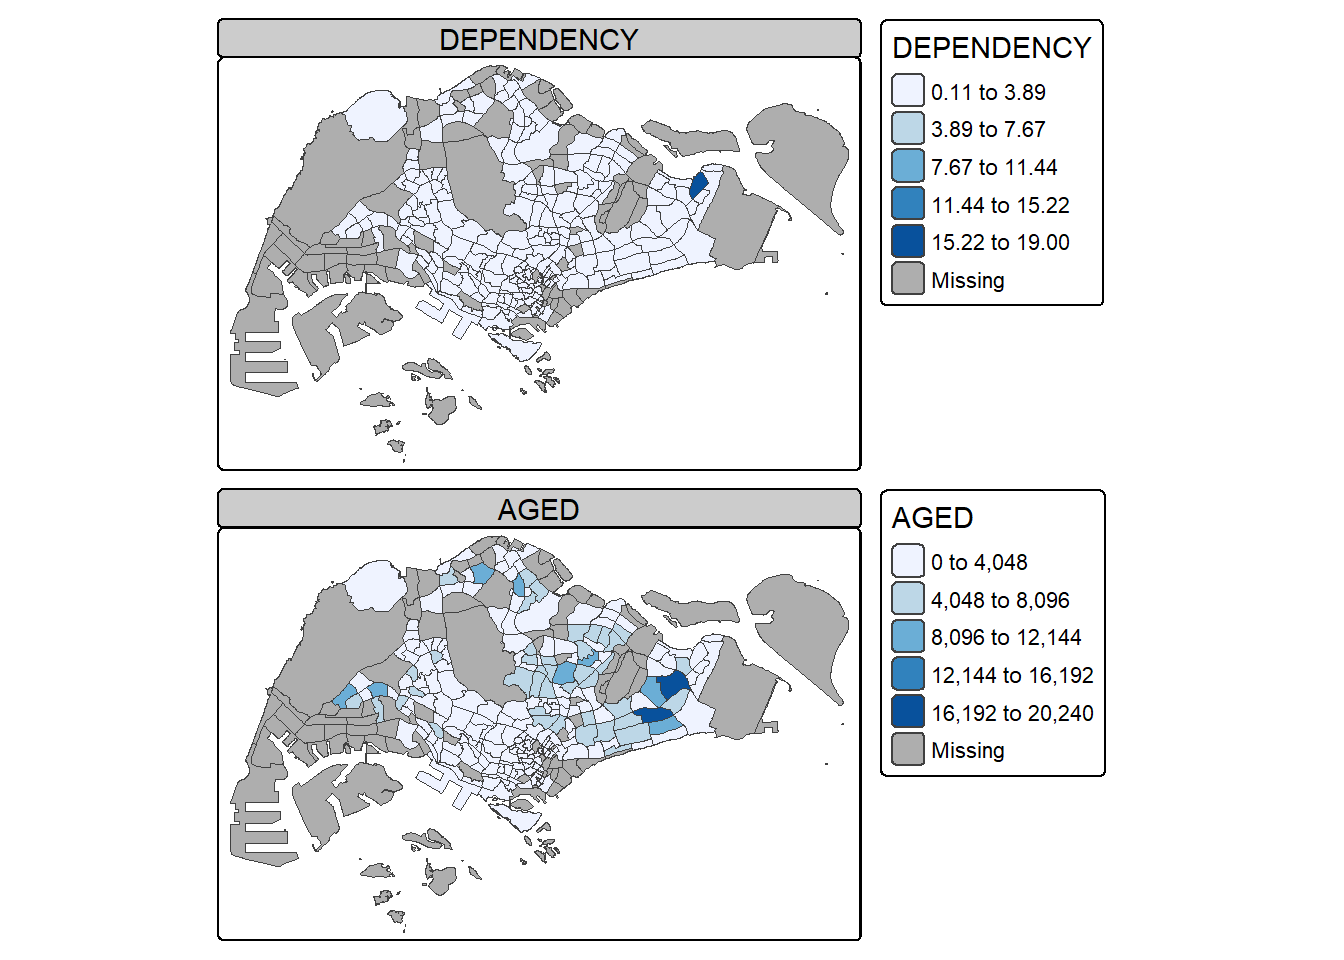 DEPENDENCY
DEPENDENCY
0.11 to 3.89
3.89 to 7.67
7.67 to 11.44
11.44 to 15.22
15.22 to 19.00
Missing
AGED
AGED
0 to 4,048
4,048 to 8,096
8,096 to 12,144
12,144 to 16,192
16,192 to 20,240
Missing